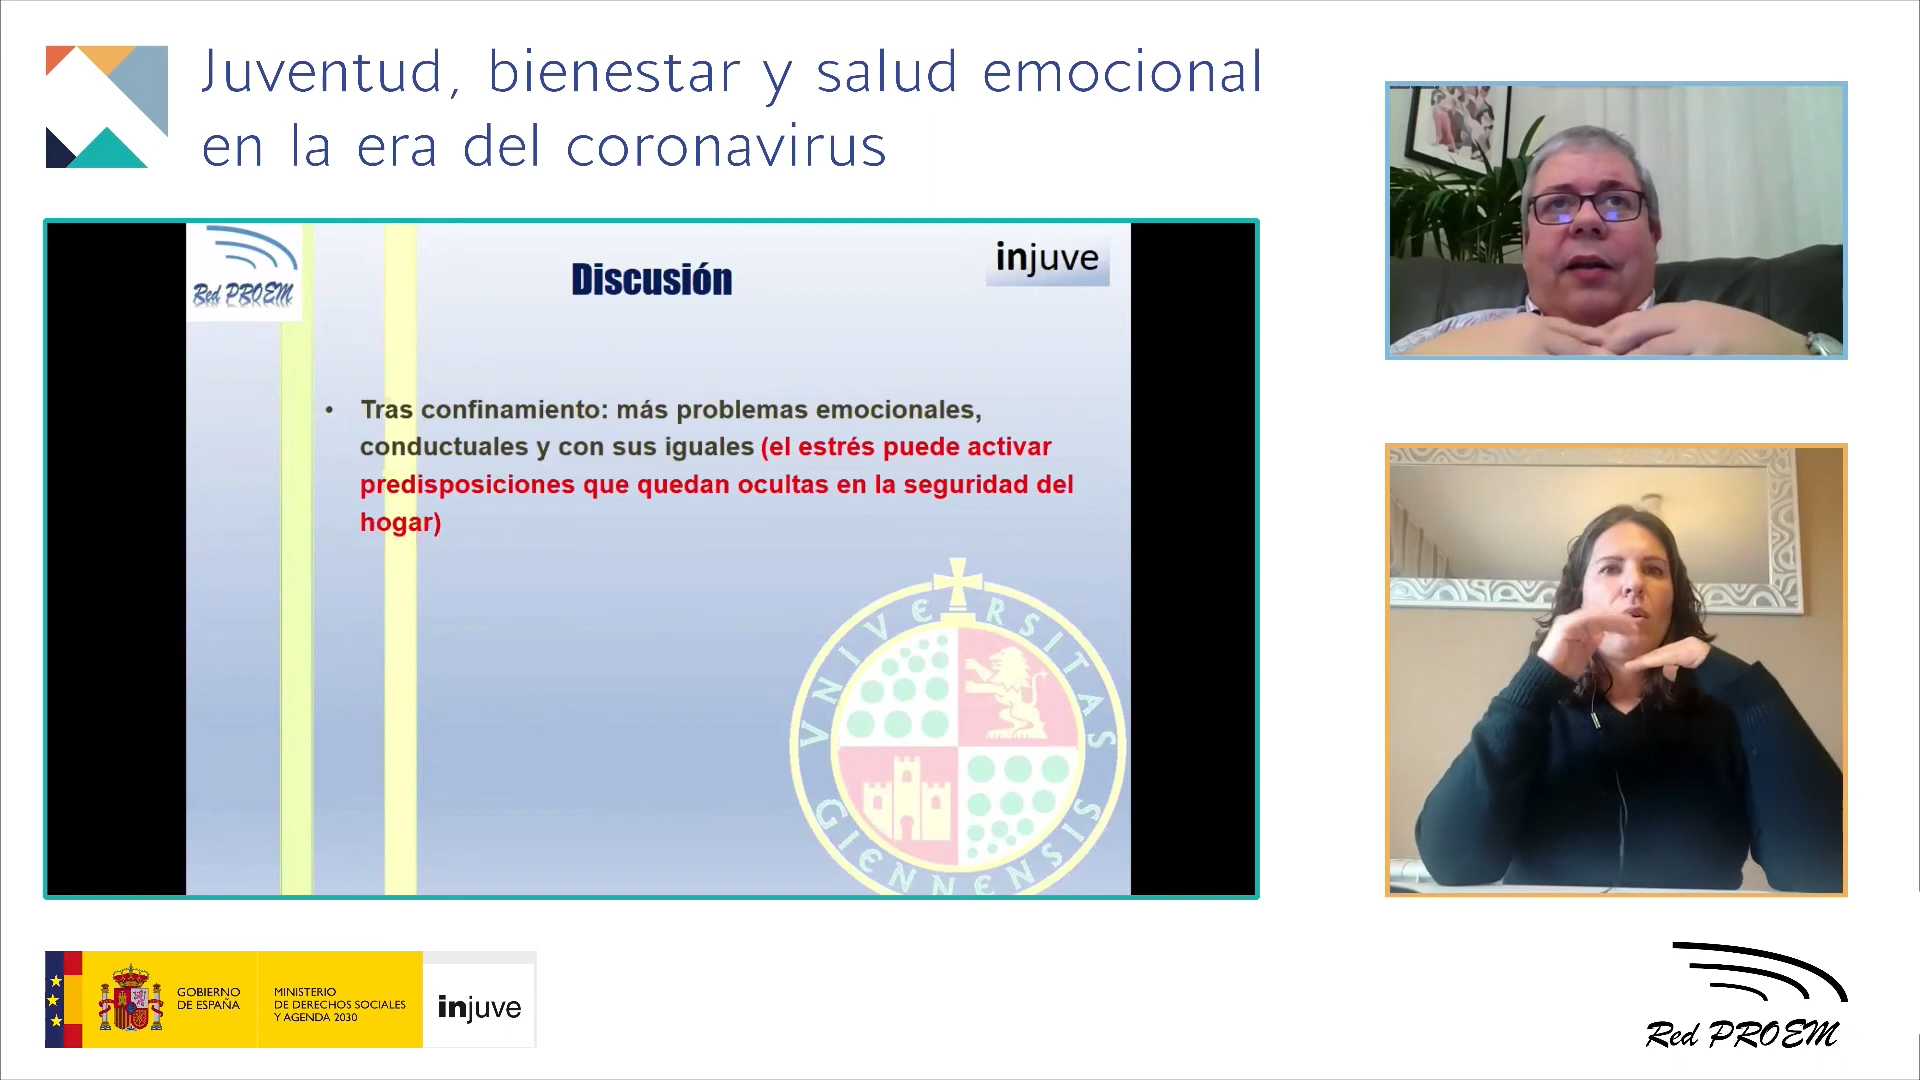 Juventud, bienestar y salud emocional
en la era del coronavirus
Red PROEM
Discusión
injuve
• Tras confinamiento: más problemas emocionales,
conductuales y con sus iguales (el estrés puede activar
predisposiciones que quedan ocultas en la seguridad del
hogar)
VNIVERSITAS
GIENNENSIS
GOBIERNO
DE ESPAÑA
MINISTERIO
DE DERECHOS SOCIALES
Y AGENDA 2030
injuve
Red PROEM